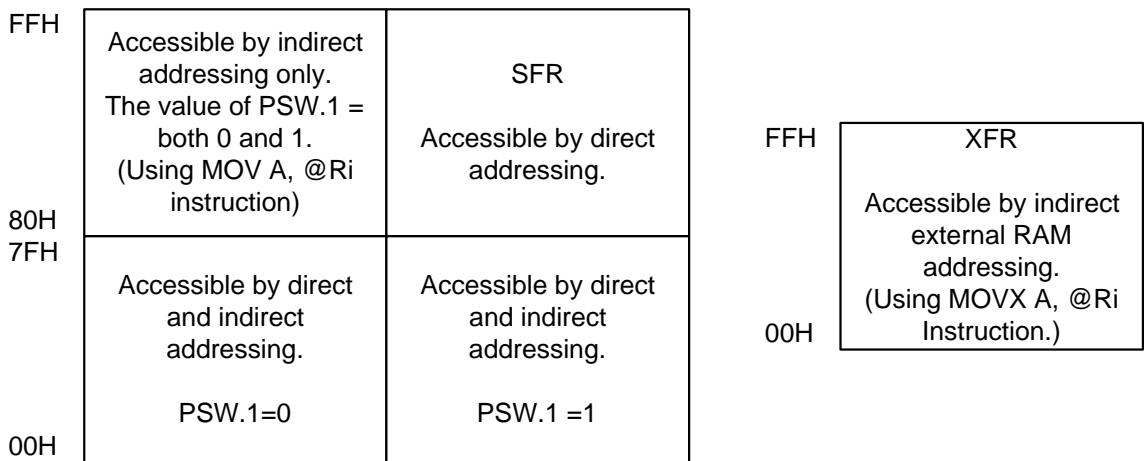 FFH
Accessible by indirect
addressing only.
The value of PSW.1 =
both 0 and 1.
(Using MOV A, @Ri
instruction)
80H
SFR
Accessible by direct
addressing.
7FH
Accessible by direct
and indirect
addressing.
PSW.1=0
00H
Accessible by direct
and indirect
addressing.
PSW.1 =1
FFH
XFR
Accessible by indirect
external RAM
addressing.
(Using MOVX A, @Ri
Instruction.)
00H